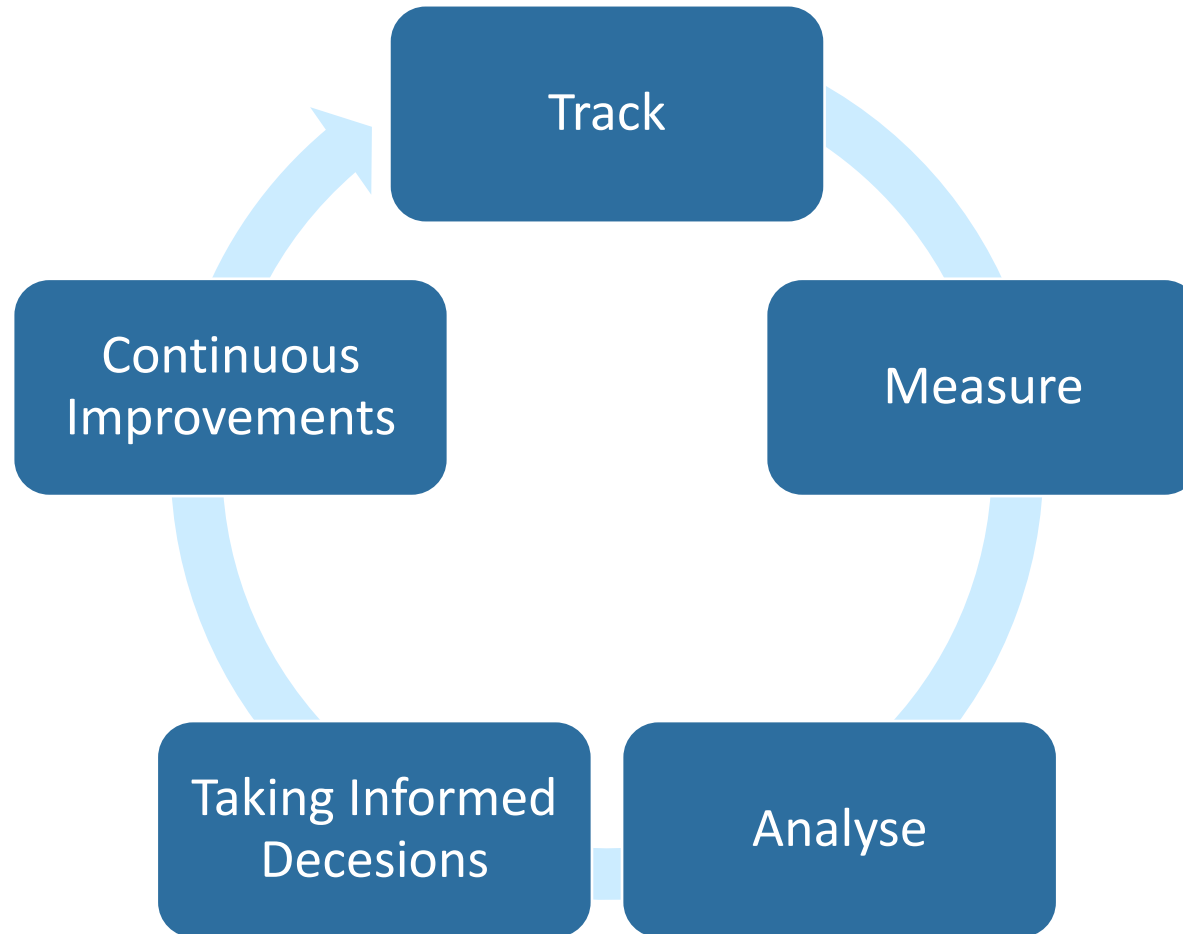 Track
Measure
Analyse
Taking Informed
Decesions
Continuous
Improvements